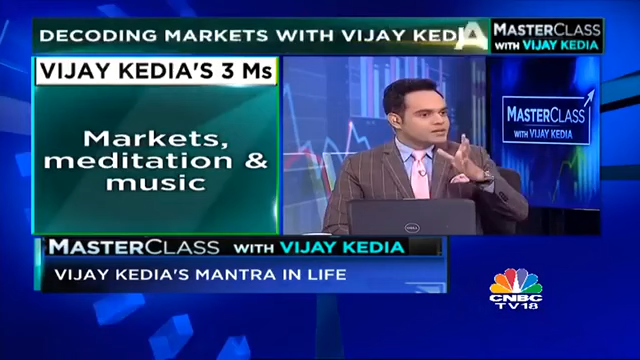 DECODING MARKETS WITH VIJAY KEDIA
MASTERCLASS
WITH VIJAY KEDIA
VIJAY KEDIA'S 3 Ms
Markets,
meditation &
music
MASTERCLASS
WITH VIJAY KEDIA
DELL
MASTERCLASS WITH VIJAY KEDIA
VIJAY KEDIA'S MANTRA IN LIFE
CNBC
TV18